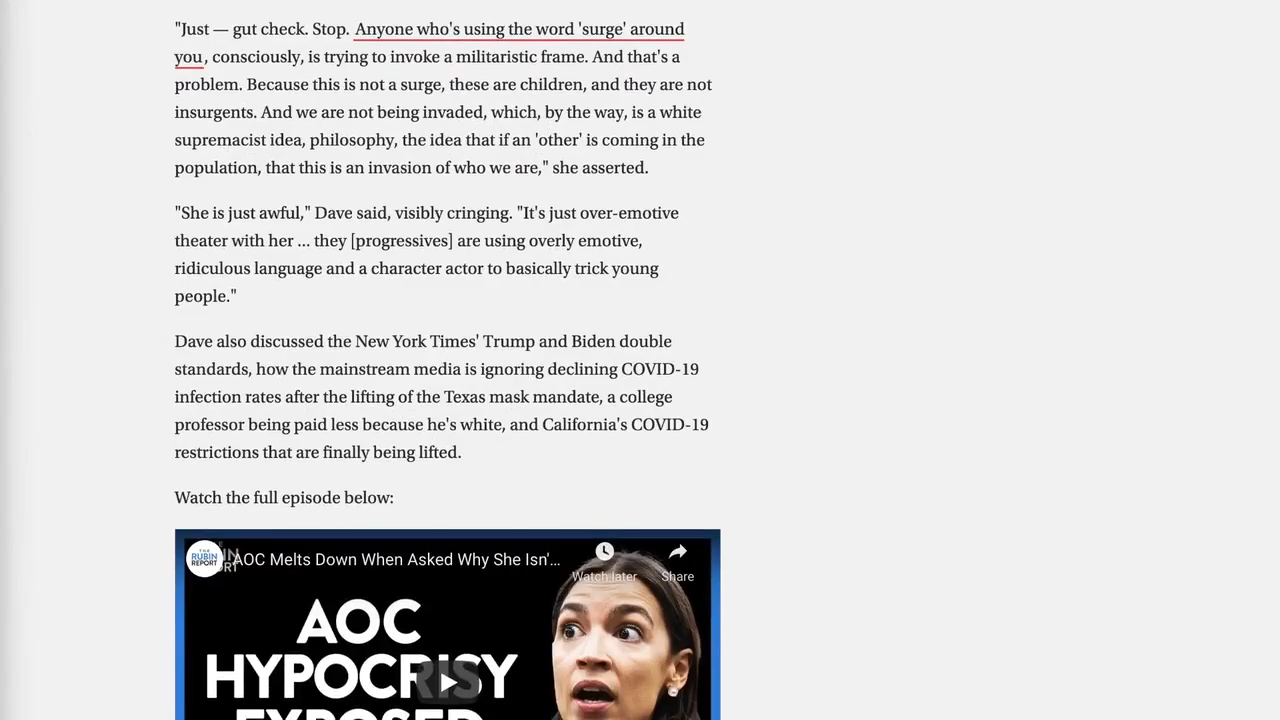 "Just — gut check. Stop. Anyone who's using the word 'surge' around
you, consciously, is trying to invoke a militaristic frame. And that's a
problem. Because this is not a surge, these are children, and they are not
insurgents. And we are not being invaded, which, by the way, is a white
supremacist idea, philosophy, the idea that if an 'other' is coming in the
population, that this is an invasion of who we are," she asserted.
"She is just awful," Dave said, visibly cringing. "It's just over-emotive
theater with her ... they [progressives] are using overly emotive,
ridiculous language and a character actor to basically trick young
people."
Dave also discussed the New York Times' Trump and Biden double
standards, how the mainstream media is ignoring declining COVID-19
infection rates after the lifting of the Texas mask mandate, a college
professor being paid less because he's white, and California's COVID-19
restrictions that are finally being lifted.
Watch the full episode below:
THE
RUBIN
REPORT
AOC Melts Down When Asked Why She Isn'...
Watch later
Share
AOC
HYPOCRISY
EXPOSED